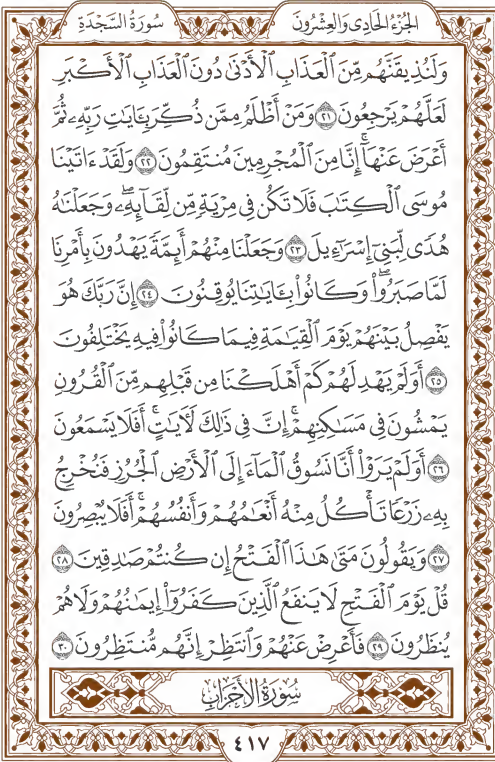 الجُزْءُ الحَادِى وَالعِشْرُونَ
سُورَةُ السَّجْدَةِ
وَلَنُذِيقَنَّهُم مِّنَ ٱلۡعَذَابِ ٱلۡأَدۡنَىٰ دُونَ ٱلۡعَذَابِ ٱلۡأَكۡبَرِ
لَعَلَّهُمۡ يَرۡجِعُونَ ٢١ وَمَنۡ أَظۡلَمُ مِمَّن ذُكِّرَ بِـَٔايَٰتِ رَبِّهِۦ ثُمَّ
أَعۡرَضَ عَنۡهَآۚ إِنَّا مِنَ ٱلۡمُجۡرِمِينَ مُنتَقِمُونَ ٢٢ وَلَقَدۡ ءَاتَيۡنَا
مُوسَى ٱلۡكِتَٰبَ فَلَا تَكُن فِي مِرۡيَةٖ مِّن لِّقَآئِهِۦۖ وَجَعَلۡنَٰهُ
هُدٗى لِّبَنِيٓ إِسۡرَٰٓءِيلَ ٢٣ وَجَعَلۡنَا مِنۡهُمۡ أَئِمَّةٗ يَهۡدُونَ بِأَمۡرِنَا
لَمَّا صَبَرُواْۖ وَكَانُواْ بِـَٔايَٰتِنَا يُوقِنُونَ ٢٤ إِنَّ رَبَّكَ هُوَ
يَفۡصِلُ بَيۡنَهُمۡ يَوۡمَ ٱلۡقِيَٰمَةِ فِيمَا كَانُواْ فِيهِ يَخۡتَلِفُونَ
٢٥ أَوَلَمۡ يَهۡدِ لَهُمۡ كَمۡ أَهۡلَكۡنَا مِن قَبۡلِهِم مِّنَ ٱلۡقُرُونِ
يَمۡشُونَ فِي مَسَٰكِنِهِمۡۚ إِنَّ فِي ذَٰلِكَ لَأٓيَٰتٍۚ أَفَلَا يَسۡمَعُونَ
٢٦ أَوَلَمۡ يَرَوۡاْ أَنَّا نَسُوقُ ٱلۡمَآءَ إِلَى ٱلۡأَرۡضِ ٱلۡجُرُزِ فَنُخۡرِجُ
بِهِۦ زَرۡعٗا تَأۡكُلُ مِنۡهُ أَنۡعَٰمُهُمۡ وَأَنفُسُهُمۡۚ أَفَلَا يُبۡصِرُونَ
٢٧ وَيَقُولُونَ مَتَىٰ هَٰذَا ٱلۡفَتۡحُ إِن كُنتُمۡ صَٰدِقِينَ ٢٨
قُلۡ يَوۡمَ ٱلۡفَتۡحِ لَا يَنفَعُ ٱلَّذِينَ كَفَرُوٓاْ إِيمَٰنُهُمۡ وَلَا هُمۡ
يُنظَرُونَ ٢٩ فَأَعۡرِضۡ عَنۡهُمۡ وَٱنتَظِرۡ إِنَّهُم مُّنتَظِرُونَ ٣٠
سُورَةُ الأَحْزَابِ
٤١٧